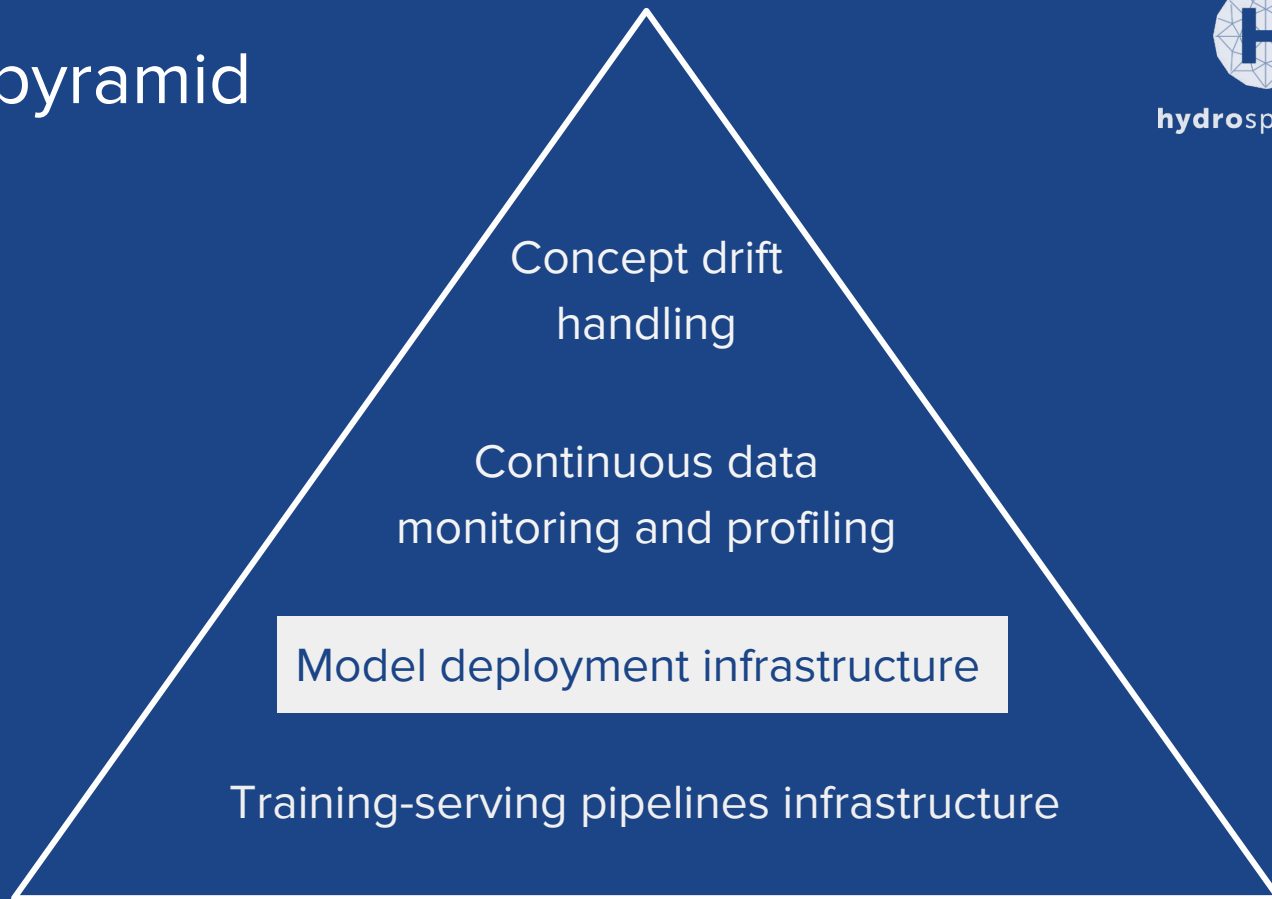 pyramid
H
hydrosp
Concept drift
handling
Continuous data
monitoring and profiling
Model deployment infrastructure
Training-serving pipelines infrastructure